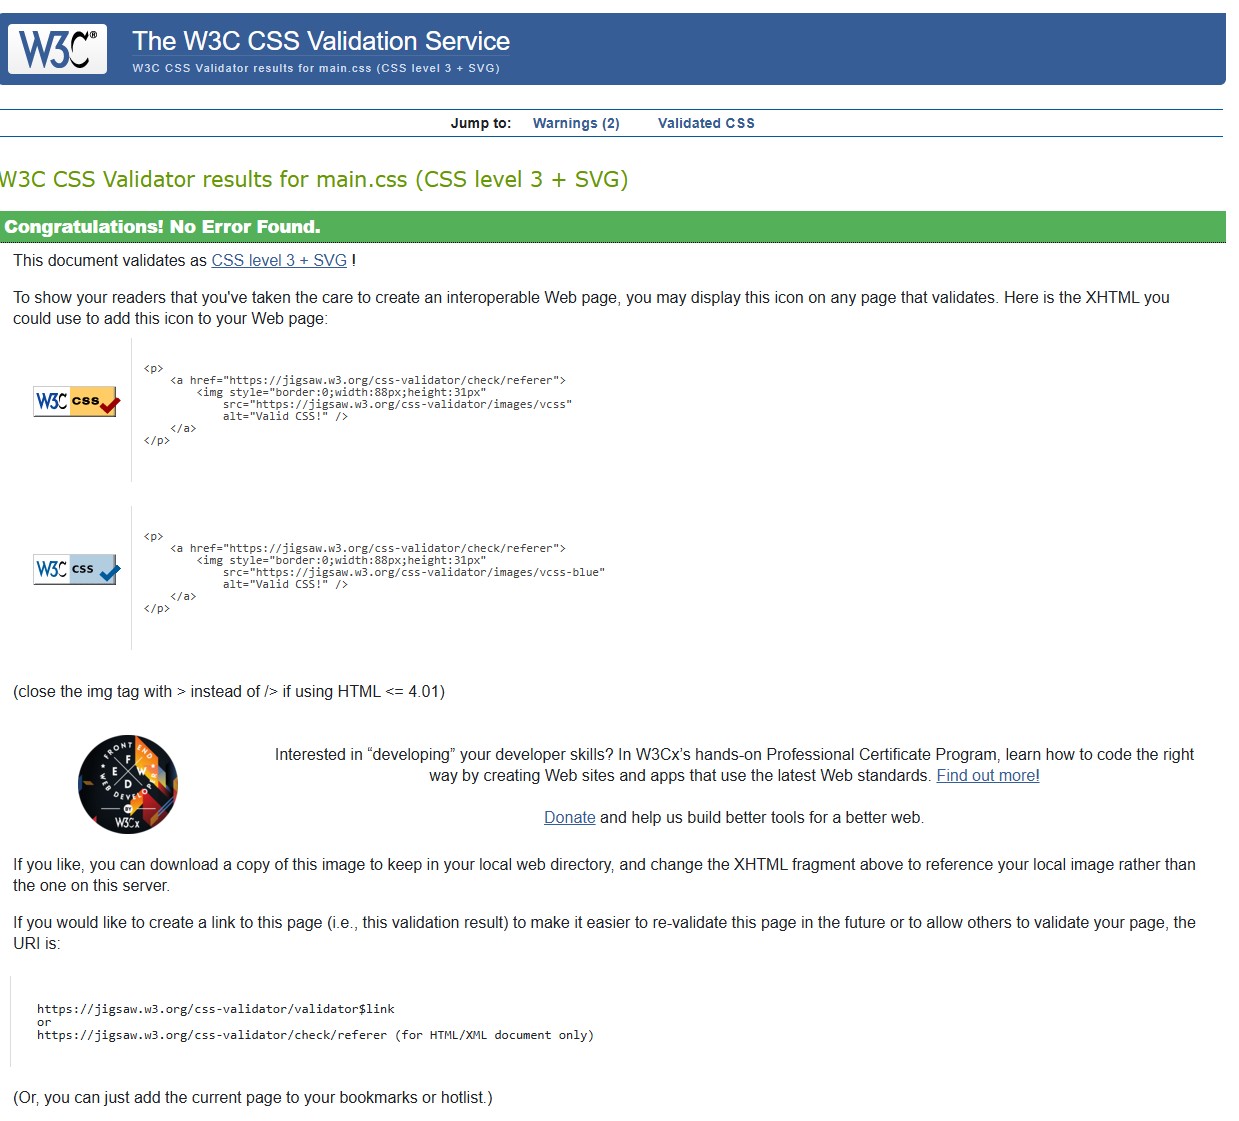 W3C®
The W3C CSS Validation Service
W3C CSS Validator results for main.css (CSS level 3 + SVG)
Jump to: Warnings (2) Validated CSS
W3C CSS Validator results for main.css (CSS level 3 + SVG)
Congratulations! No Error Found.
This document validates as CSS level 3 + SVG !
To show your readers that you've taken the care to create an interoperable Web page, you may display this icon on any page that validates. Here is the XHTML you
could use to add this icon to your Web page:
W3C css
<p>
    <a href="https://jigsaw.w3.org/css-validator/check/referer">
        <img style="border:0;width:88px;height:31px"
            src="https://jigsaw.w3.org/css-validator/images/vcss"
            alt="Valid CSS!" />
    </a>
</p>
W3C css
<p>
    <a href="https://jigsaw.w3.org/css-validator/check/referer">
        <img style="border:0;width:88px;height:31px"
            src="https://jigsaw.w3.org/css-validator/images/vcss-blue"
            alt="Valid CSS!" />
    </a>
</p>
(close the img tag with > instead of /> if using HTML <= 4.01)
FRONT END
F
E W
D
WEB DEVELOPER
BY
W3Cx
Interested in “developing” your developer skills? In W3Cx’s hands-on Professional Certificate Program, learn how to code the right
way by creating Web sites and apps that use the latest Web standards. Find out more!
Donate and help us build better tools for a better web.
If you like, you can download a copy of this image to keep in your local web directory, and change the XHTML fragment above to reference your local image rather than
the one on this server.
If you would like to create a link to this page (i.e., this validation result) to make it easier to re-validate this page in the future or to allow others to validate your page, the
URI is:
https://jigsaw.w3.org/css-validator/validator$link
or
https://jigsaw.w3.org/css-validator/check/referer (for HTML/XML document only)
(Or, you can just add the current page to your bookmarks or hotlist.)